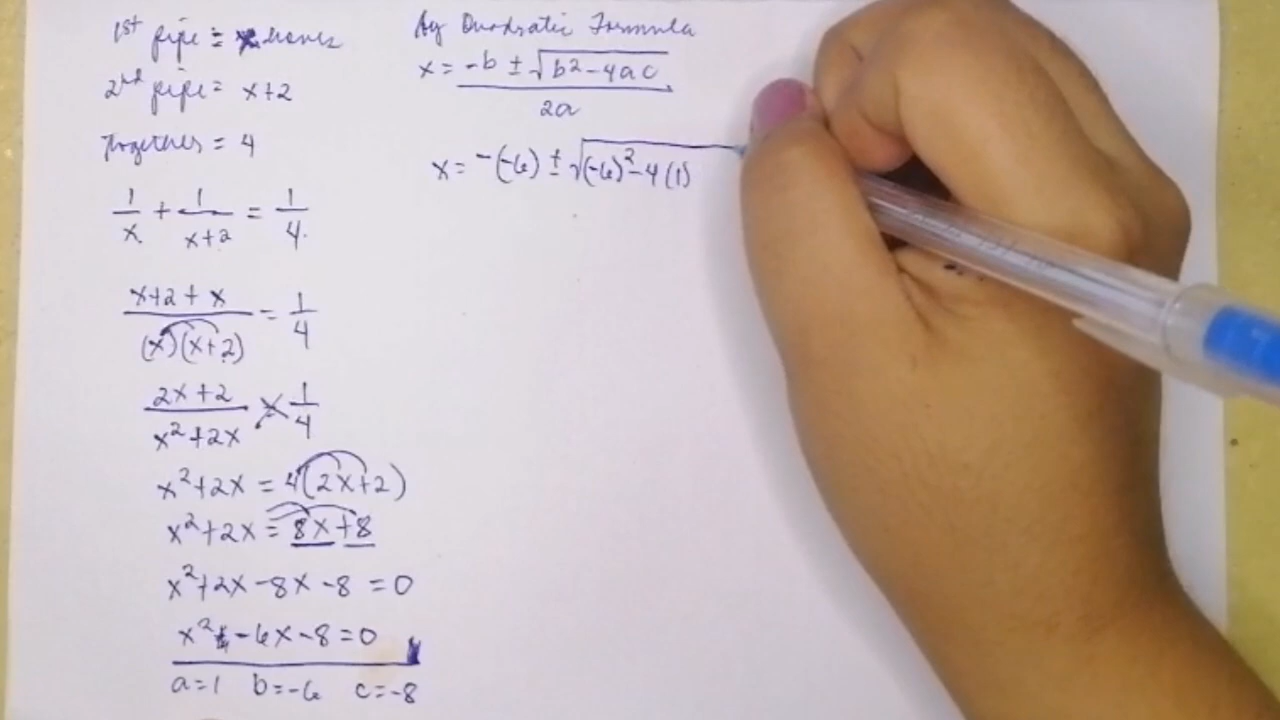 1st pipe = x hours
2nd pipe = x+2
Together = 4
1/x + 1/(x+2) = 1/4
(x+2+x)/((x)(x+2)) = 1/4
(2x+2)/(x²+2x) 1/4
x²+2x = 4(2x+2)
x²+2x = 8x+8
x²+2x-8x-8 = 0
x²-6x-8=0
a=1 b=-6 c=-8
By Quadratic Formula
x = (-b ± √(b²-4ac))/(2a)
x = -(-6) ± √((-6)²-4(1)